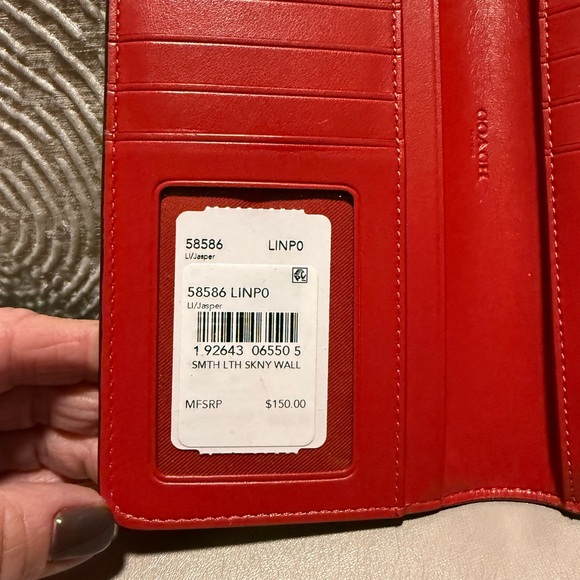 58586 LINP0
LI/Jasper
58586 LINP0
LI/Jasper
1 92643 06550 5
SMTH LTH SKNY WALL
MFSRP $150.00
COACH